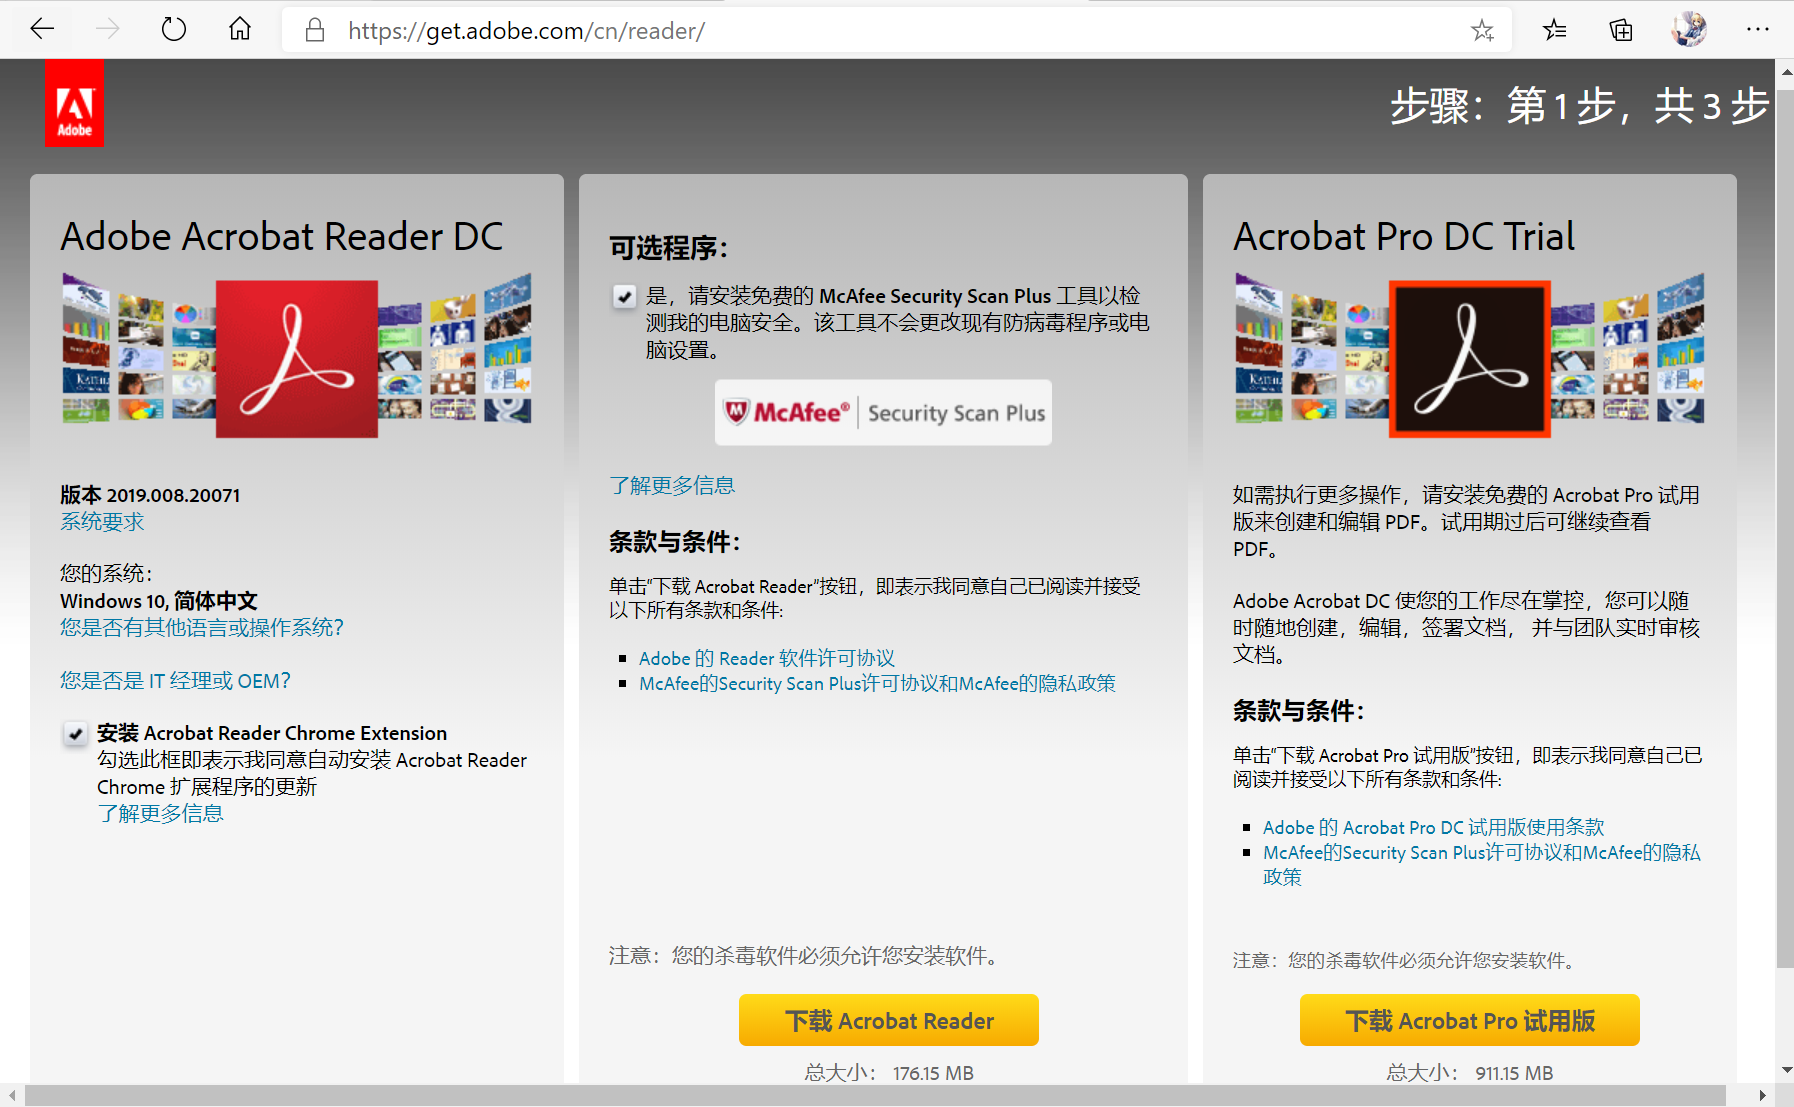 https://get.adobe.com/cn/reader/
Adobe
步骤：第 1 步，共 3 步
Adobe Acrobat Reader DC
版本 2019.008.20071
系统要求
您的系统：
Windows 10, 简体中文
您是否有其他语言或操作系统？
您是否是 IT 经理或 OEM？
安装 Acrobat Reader Chrome Extension
勾选此框即表示我同意自动安装 Acrobat Reader
Chrome 扩展程序的更新
了解更多信息
可选程序：
是，请安装免费的 McAfee Security Scan Plus 工具以检
测我的电脑安全。该工具不会更改现有防病毒程序或电
脑设置。
McAfee® Security Scan Plus
了解更多信息
条款与条件：
单击"下载 Acrobat Reader"按钮，即表示我同意自己已阅读并接受
以下所有条款和条件:
Adobe 的 Reader 软件许可协议
McAfee的Security Scan Plus许可协议和McAfee的隐私政策
注意：您的杀毒软件必须允许您安装软件。
下载 Acrobat Reader
总大小： 176.15 MB
Acrobat Pro DC Trial
如需执行更多操作，请安装免费的 Acrobat Pro 试用
版来创建和编辑 PDF。试用期过后可继续查看
PDF。
Adobe Acrobat DC 使您的工作尽在掌控，您可以随
时随地创建，编辑，签署文档， 并与团队实时审核
文档。
条款与条件：
单击"下载 Acrobat Pro 试用版"按钮，即表示我同意自己已
阅读并接受以下所有条款和条件:
Adobe 的 Acrobat Pro DC 试用版使用条款
McAfee的Security Scan Plus许可协议和McAfee的隐私
政策
注意：您的杀毒软件必须允许您安装软件。
下载 Acrobat Pro 试用版
总大小： 911.15 MB